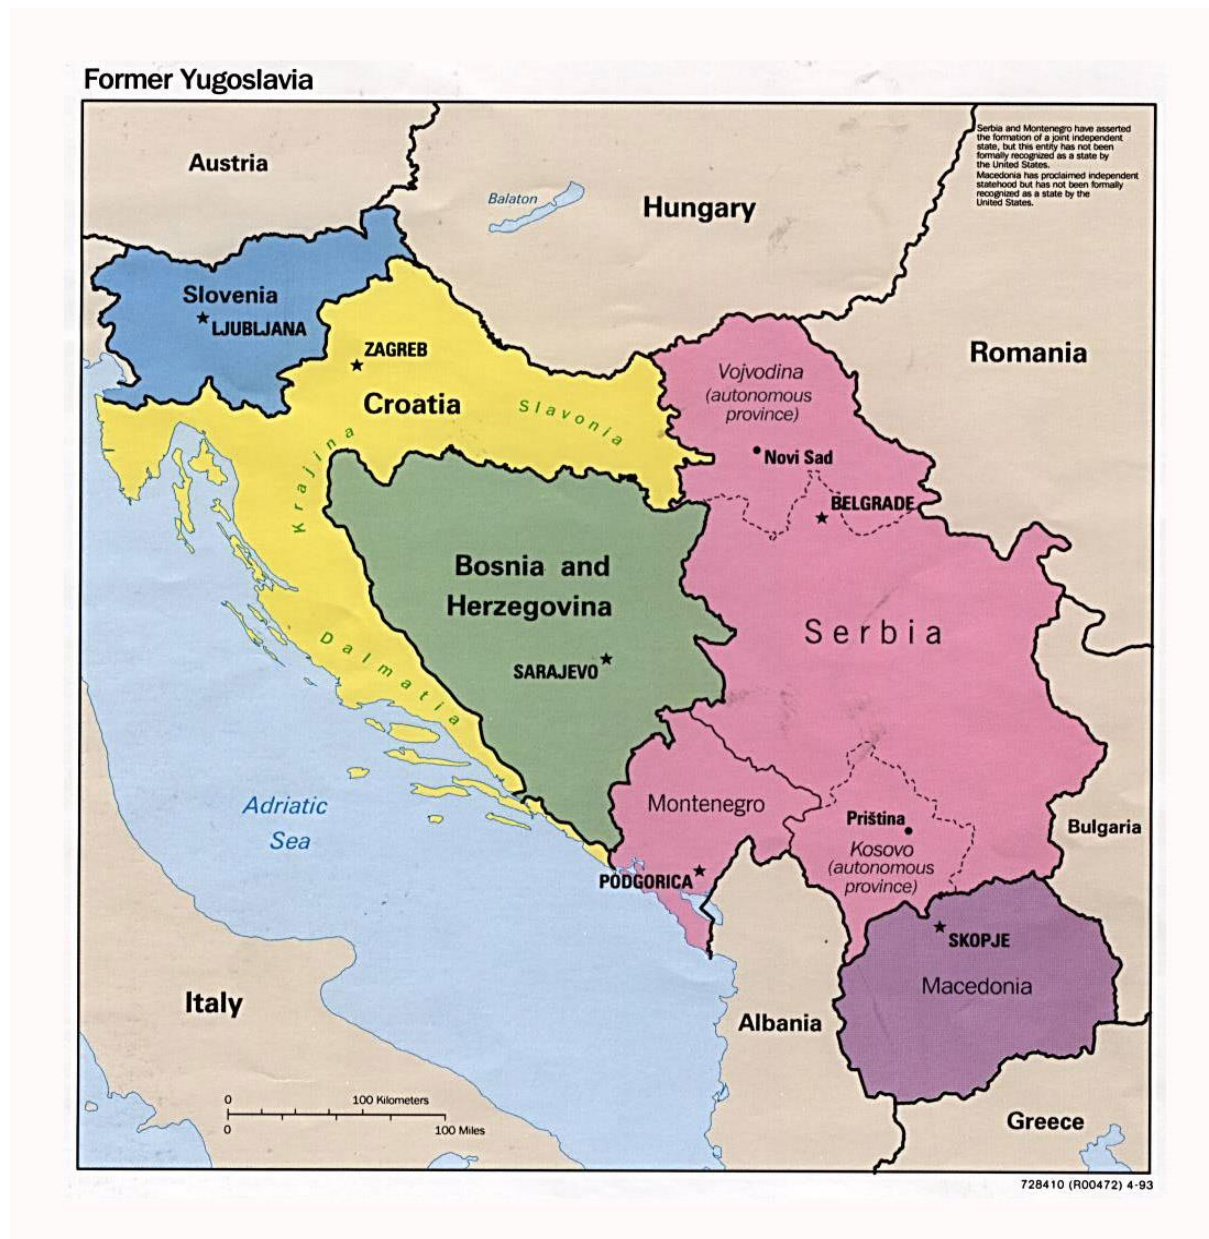 Former Yugoslavia
Serbia and Montenegro have asserted
the formation of a joint independent
state, but this entity has not been
formally recognized as a state by
the United States.
Macedonia has proclaimed independent
statehood but has not been formally
recognized as a state by the
United States.
Austria
Balaton
Hungary
Slovenia
LJUBLJANA
ZAGREB
Croatia
Slavonia
Krajina
Romania
Vojvodina
(autonomous
province)
Novi Sad
BELGRADE
Bosnia and
Herzegovina
SARAJEVO
Serbia
Dalmatia
Adriatic
Sea
Montenegro
PODGORICA
Priština
Kosovo
(autonomous
province)
Bulgaria
SKOPJE
Macedonia
Italy
Albania
Greece
0 100 Kilometers
0 100 Miles
728410 (R00472) 4-93